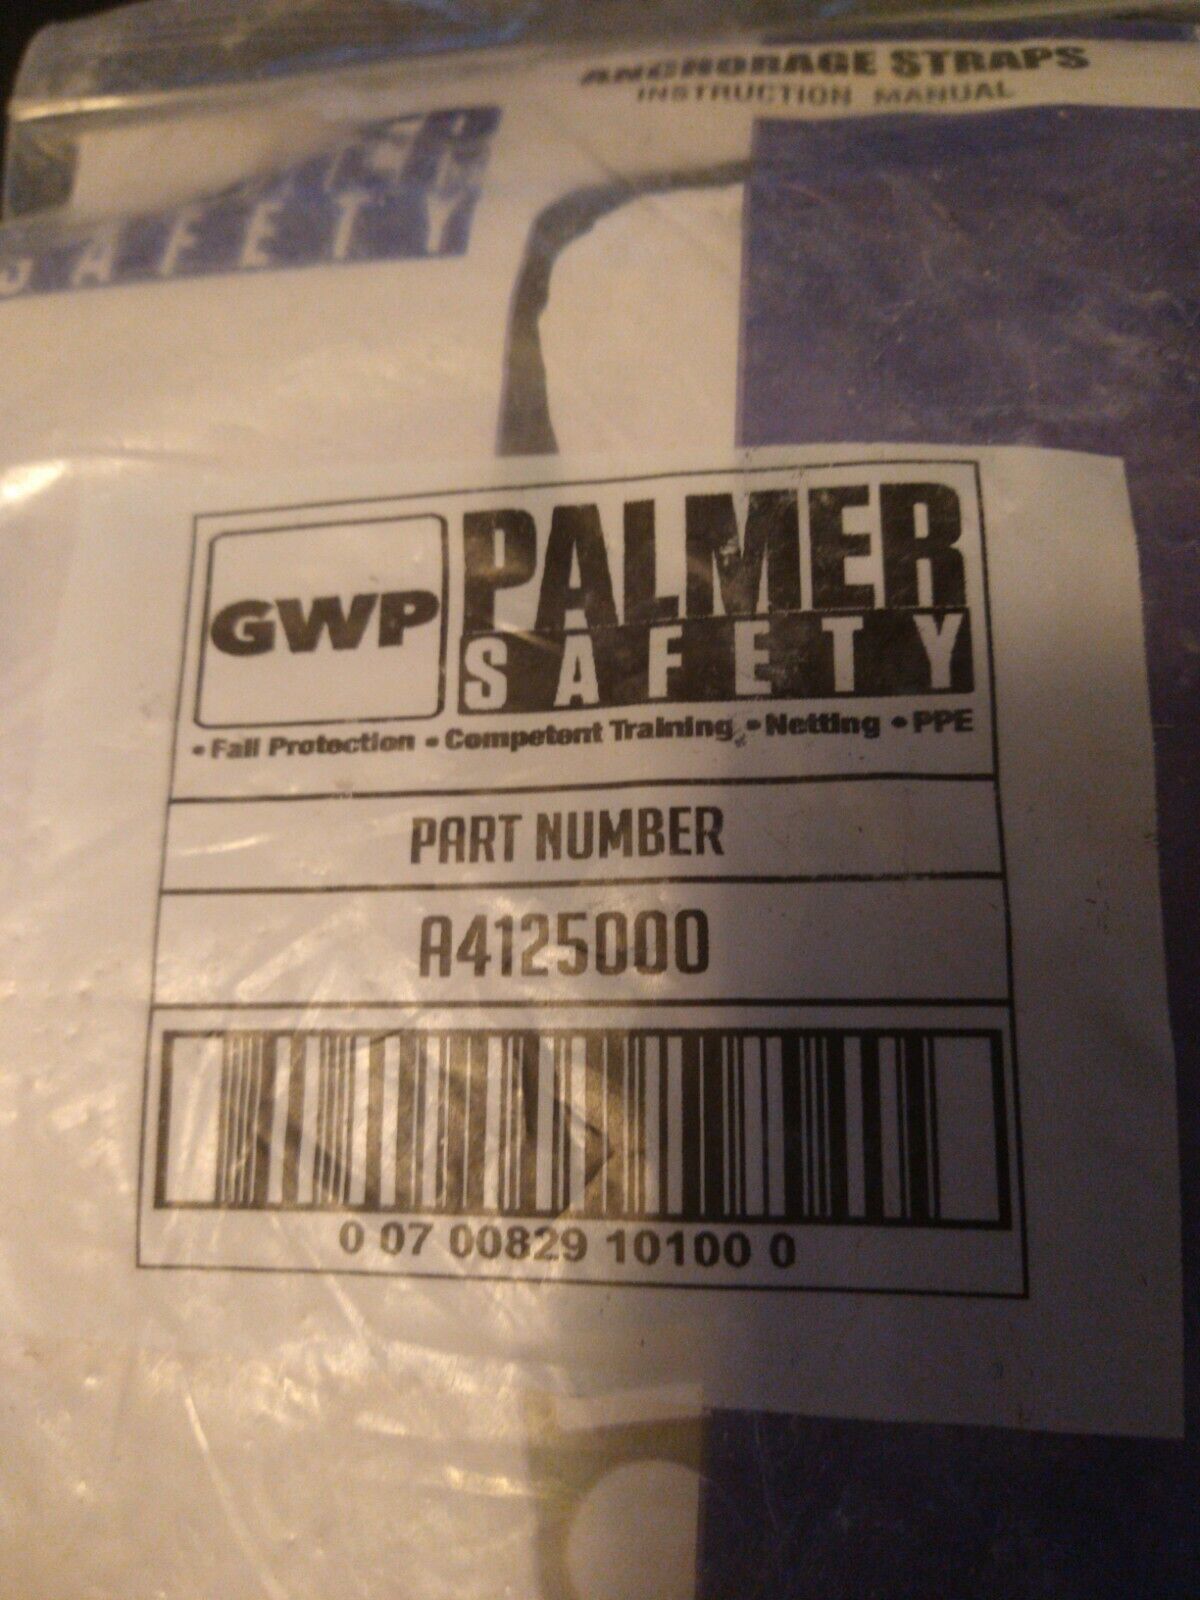 ANCHORAGE STRAPS
INSTRUCTION MANUAL
SAFETY
GWP
PALMER
SAFETY
• Fall Protection • Competent Training • Netting • PPE
PART NUMBER
A4125000
0 07 00829 10100 0